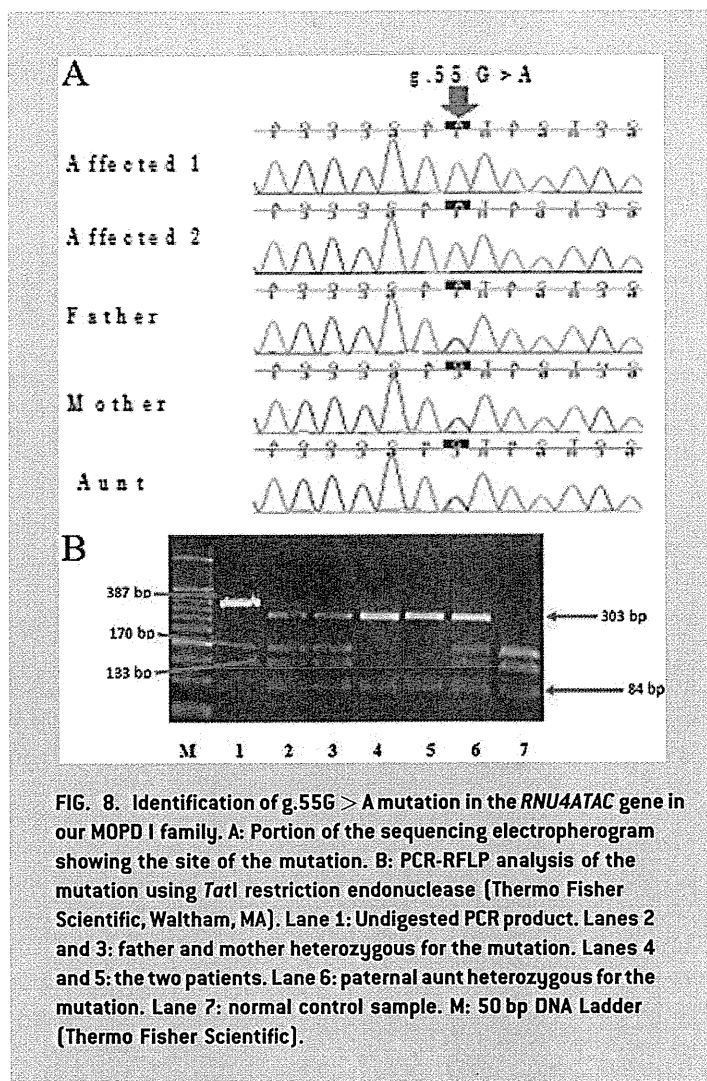 A
g.55 G > A
Affected 1
Affected 2
Father
Mother
Aunt
B
387 bp
170 bp
133 bp
303 bp
84 bp
M 1 2 3 4 5 6 7
FIG. 8. Identification of g.55G > A mutation in the RNU4ATAC gene in
our MOPD I family. A: Portion of the sequencing electropherogram
showing the site of the mutation. B: PCR-RFLP analysis of the
mutation using TatI restriction endonuclease (Thermo Fisher
Scientific, Waltham, MA). Lane 1: Undigested PCR product. Lanes 2
and 3: father and mother heterozygous for the mutation. Lanes 4
and 5: the two patients. Lane 6: paternal aunt heterozygous for the
mutation. Lane 7: normal control sample. M: 50 bp DNA Ladder
(Thermo Fisher Scientific).